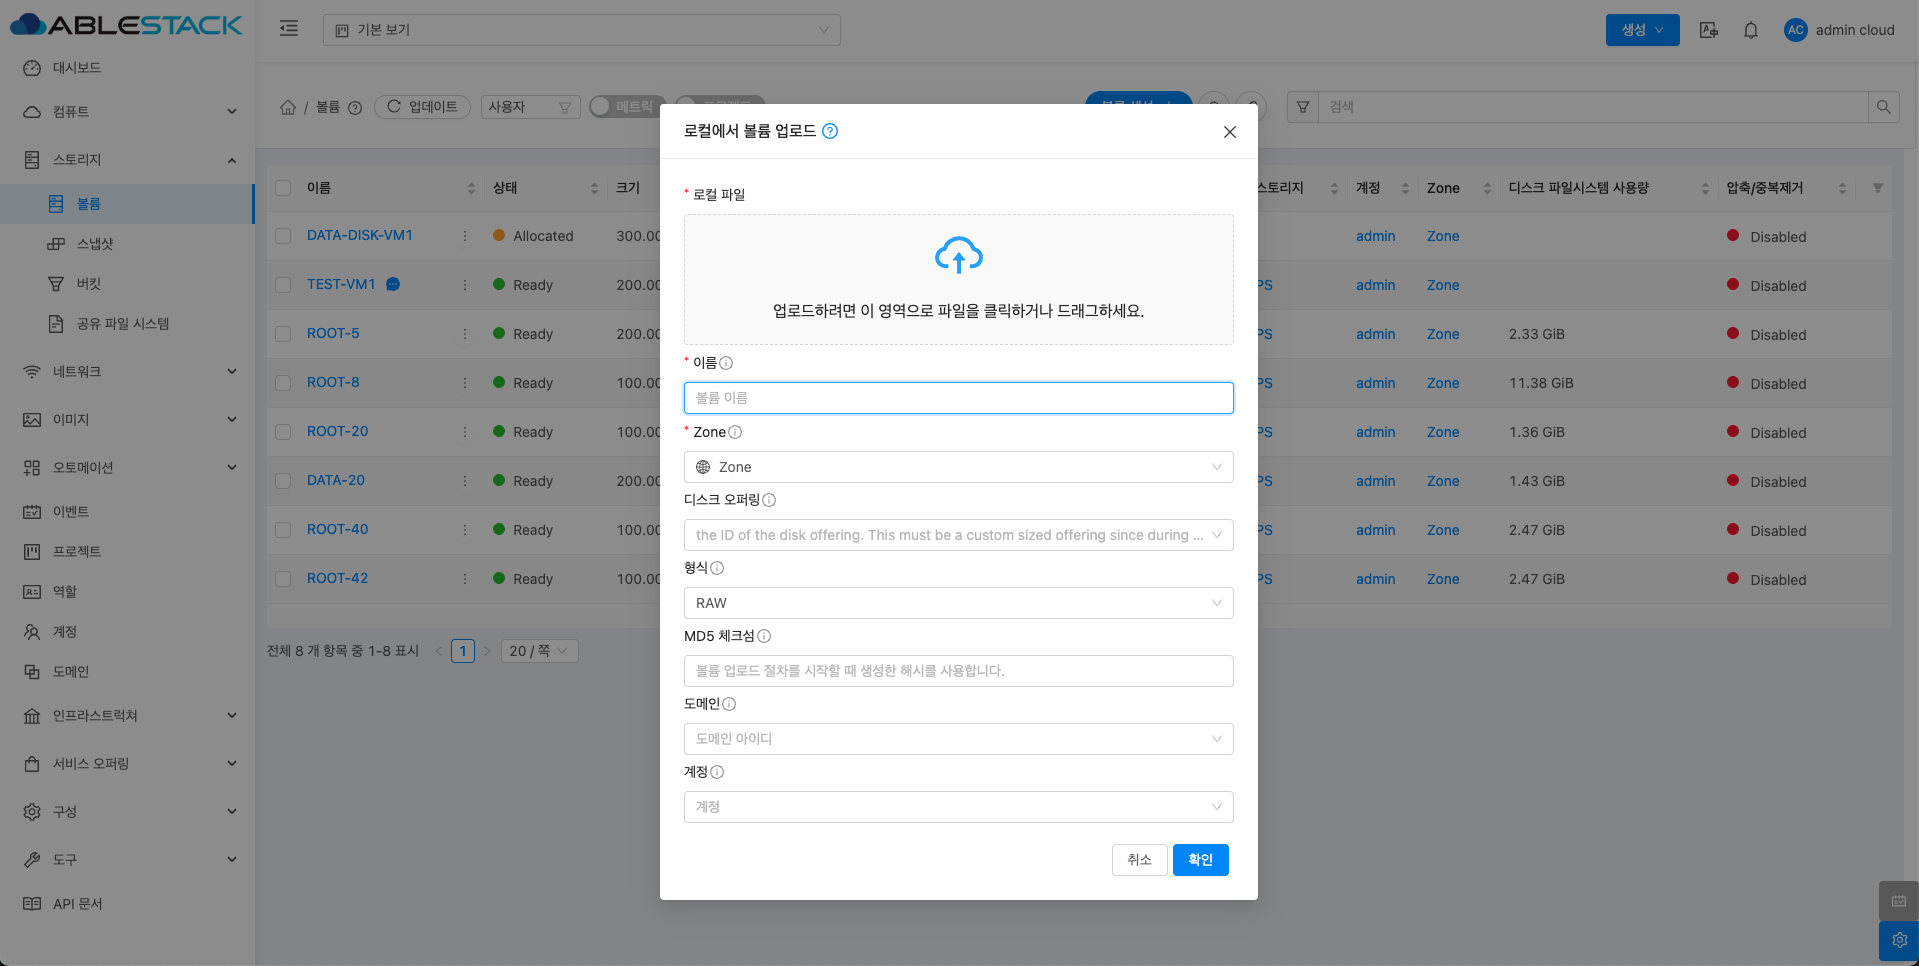 ABLESTACK
기본 보기
생성
AC
admin cloud
대시보드
컴퓨트
스토리지
볼륨
스냅샷
버킷
공유 파일 시스템
네트워크
이미지
오토메이션
이벤트
프로젝트
역할
계정
도메인
인프라스트럭쳐
서비스 오퍼링
구성
도구
API 문서
/ 볼륨
업데이트
사용자
메트릭
검색
이름 상태 크기 스토리지 계정 Zone 디스크 파일시스템 사용량 압축/중복제거
DATA-DISK-VM1 Allocated 300.00 admin Zone Disabled
TEST-VM1 Ready 200.00 PS admin Zone Disabled
ROOT-5 Ready 200.00 PS admin Zone 2.33 GiB Disabled
ROOT-8 Ready 100.00 PS admin Zone 11.38 GiB Disabled
ROOT-20 Ready 100.00 PS admin Zone 1.36 GiB Disabled
DATA-20 Ready 200.00 PS admin Zone 1.43 GiB Disabled
ROOT-40 Ready 100.00 PS admin Zone 2.47 GiB Disabled
ROOT-42 Ready 100.00 PS admin Zone 2.47 GiB Disabled
전체 8 개 항목 중 1-8 표시 < 1 > 20 / 쪽
로컬에서 볼륨 업로드
* 로컬 파일
업로드하려면 이 영역으로 파일을 클릭하거나 드래그하세요.
* 이름
볼륨 이름
* Zone
Zone
디스크 오퍼링
the ID of the disk offering. This must be a custom sized offering since during ...
형식
RAW
MD5 체크섬
볼륨 업로드 절차를 시작할 때 생성한 해시를 사용합니다.
도메인
도메인 아이디
계정
계정
취소
확인